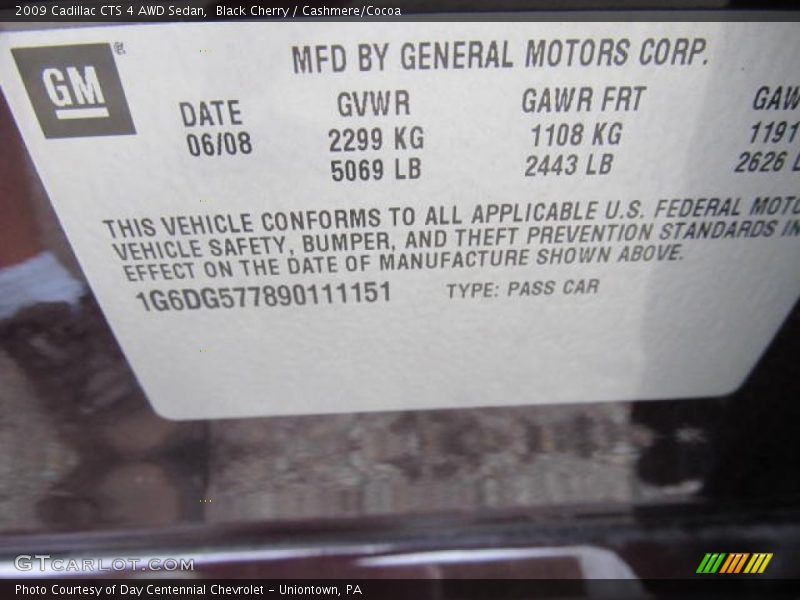 2009 Cadillac CTS 4 AWD Sedan, Black Cherry / Cashmere/Cocoa
GM
®
MFD BY GENERAL MOTORS CORP.
DATE GVWR GAWR FRT
06/08 2299 KG 1108 KG 1191
5069 LB 2443 LB 2626
THIS VEHICLE CONFORMS TO ALL APPLICABLE U.S. FEDERAL
VEHICLE SAFETY, BUMPER, AND THEFT PREVENTION STANDARDS IN
EFFECT ON THE DATE OF MANUFACTURE SHOWN ABOVE.
1G6DG577890111151 TYPE: PASS CAR
GTCARLOT.COM
Photo Courtesy of Day Centennial Chevrolet – Uniontown, PA